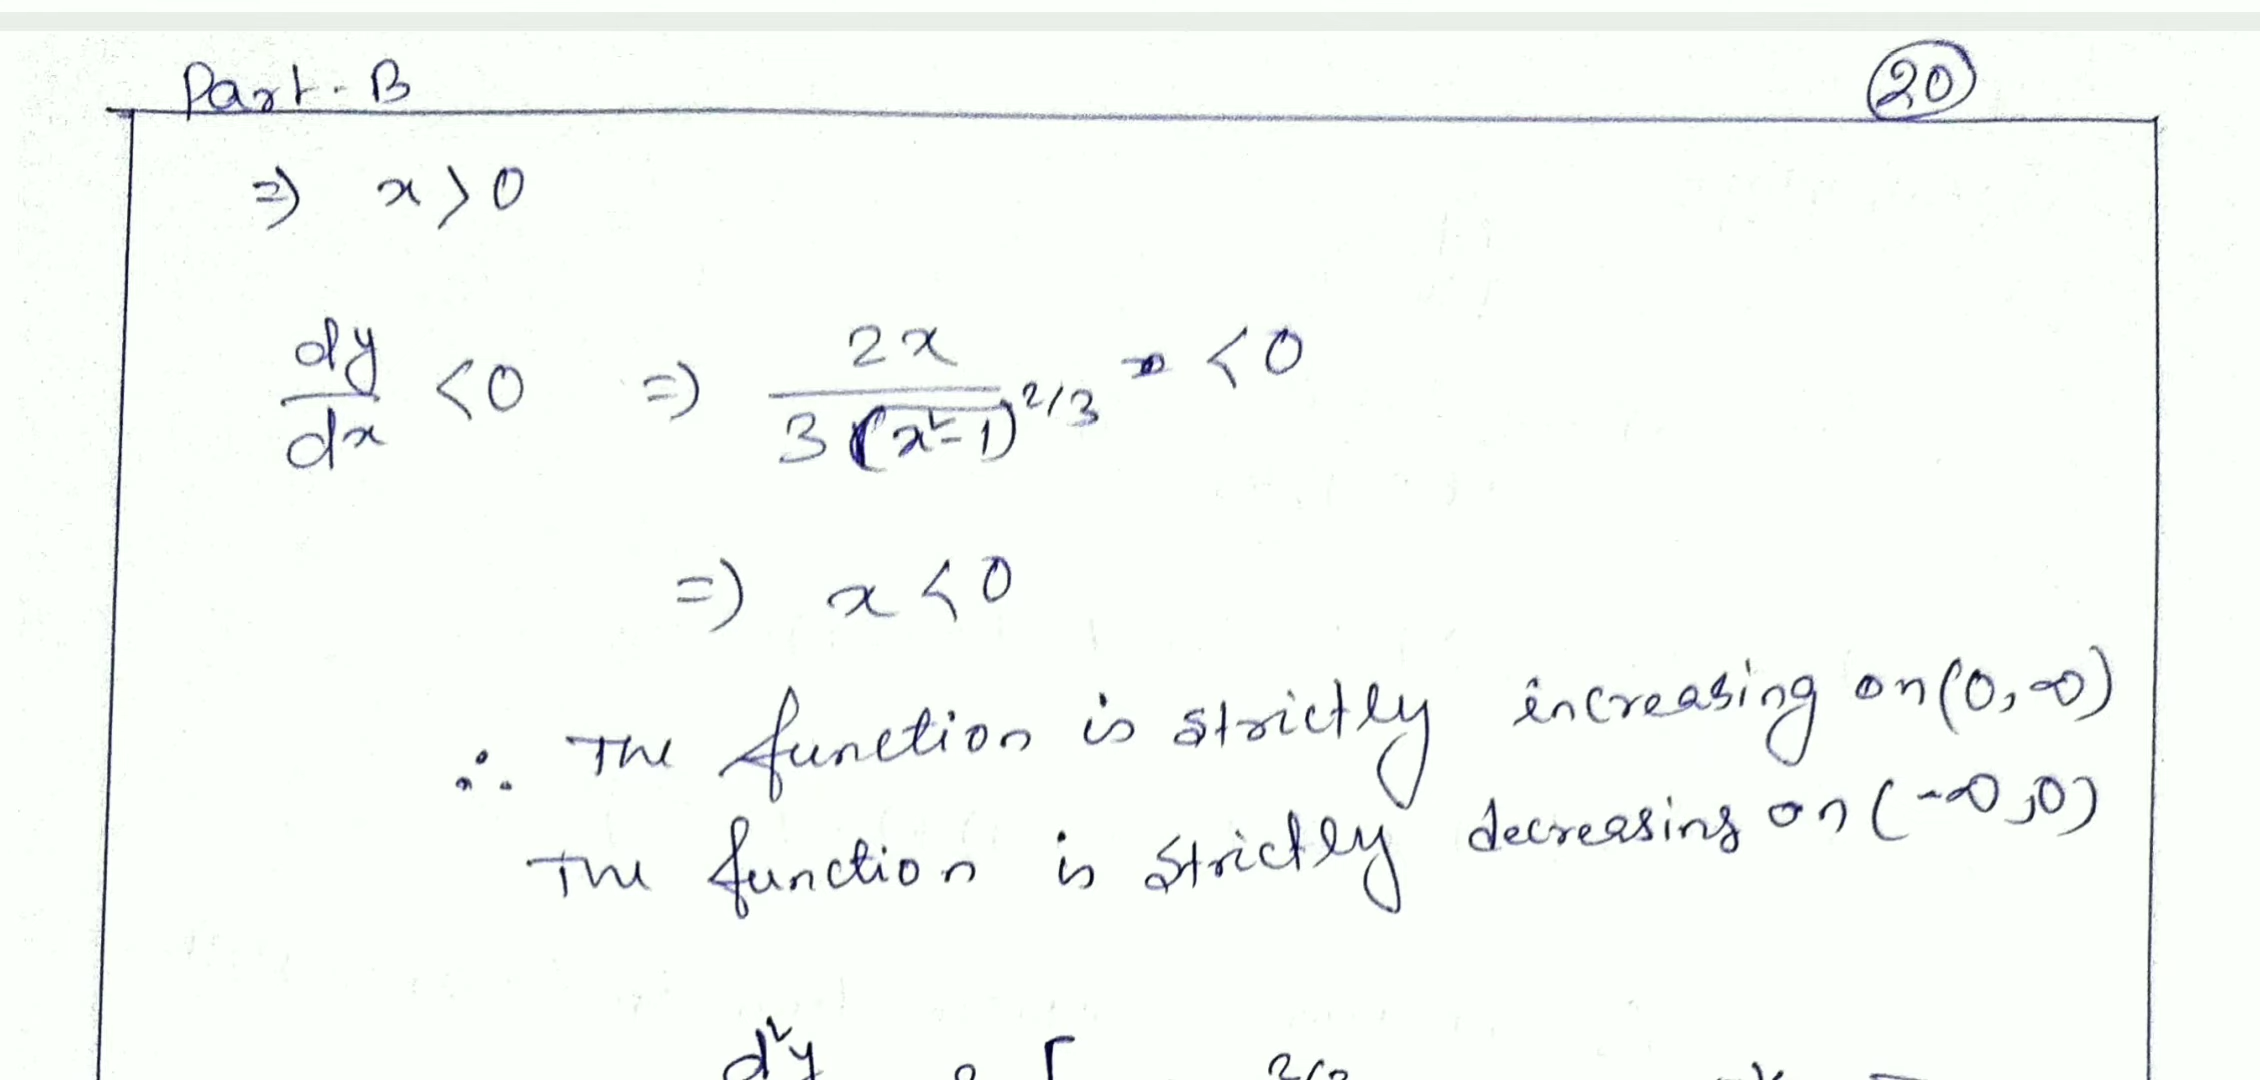 Part-B
20
⇒ x > 0
dy/dx < 0 ⇒ 2x / 3(x²-1)^2/3 < 0
⇒ x < 0
∴ The function is strictly increasing on (0, ∞)
The function is strictly decreasing on (-∞, 0)
d²y